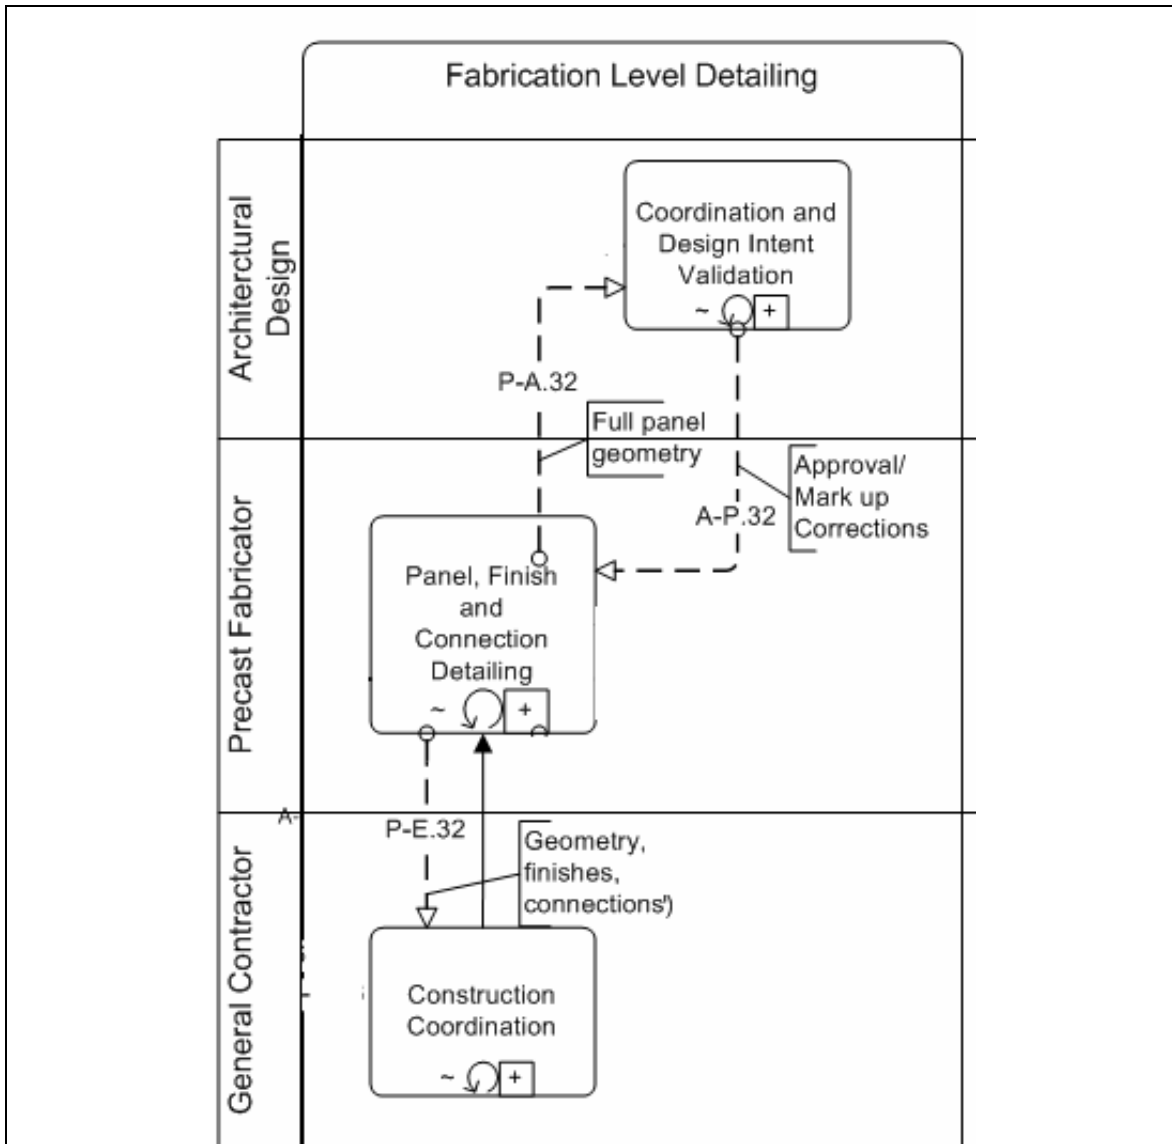 Fabrication Level Detailing
Architerctural
Design
Coordination and
Design Intent
Validation
~ +
P-A.32
Full panel
geometry
Approval/
Mark up
Corrections
A-P.32
Precast Fabricator
Panel, Finish
and
Connection
Detailing
~ +
A-
P-E.32
Geometry,
finishes,
connections')
General Contractor
Construction
Coordination
~ +